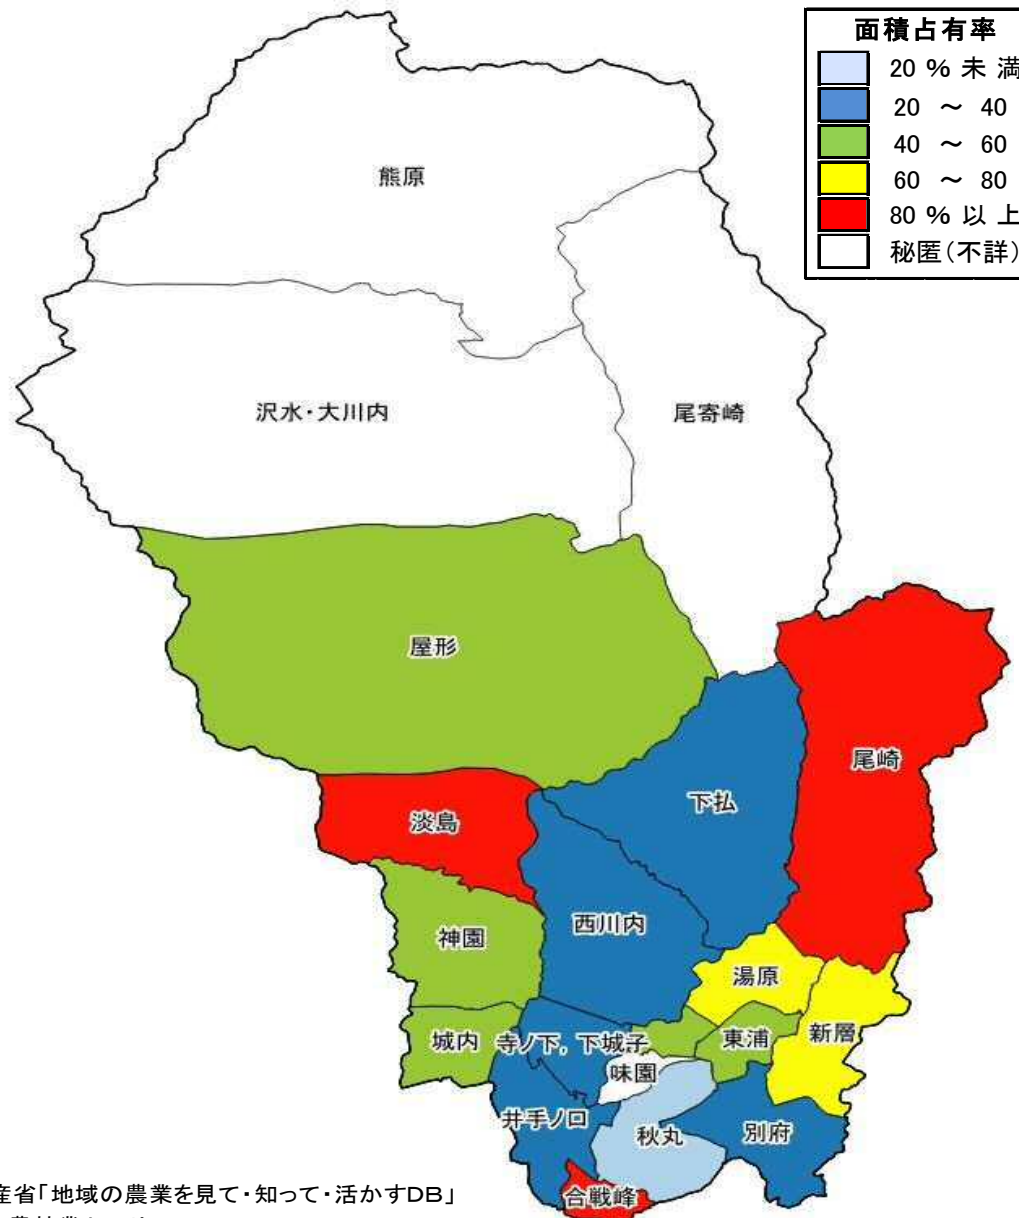 面積占有率
20 % 未 満
20 ～ 40
40 ～ 60
60 ～ 80
80 % 以 上
秘匿(不詳)
熊原
沢水・大川内
尾寄崎
屋形
尾崎
下払
淡島
西川内
神園
湯原
城内
寺ノ下, 下城子
東浦
新層
味園
井手ノ口
秋丸
別府
合戦峰
産省「地域の農業を見て・知って・活かすDB」